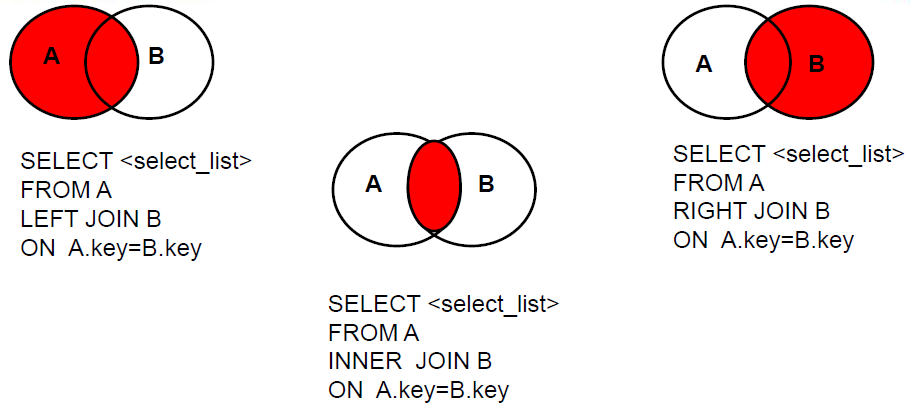 A B
SELECT <select_list>
FROM A
LEFT JOIN B
ON A.key=B.key
A B
SELECT <select_list>
FROM A
INNER JOIN B
ON A.key=B.key
A B
SELECT <select_list>
FROM A
RIGHT JOIN B
ON A.key=B.key